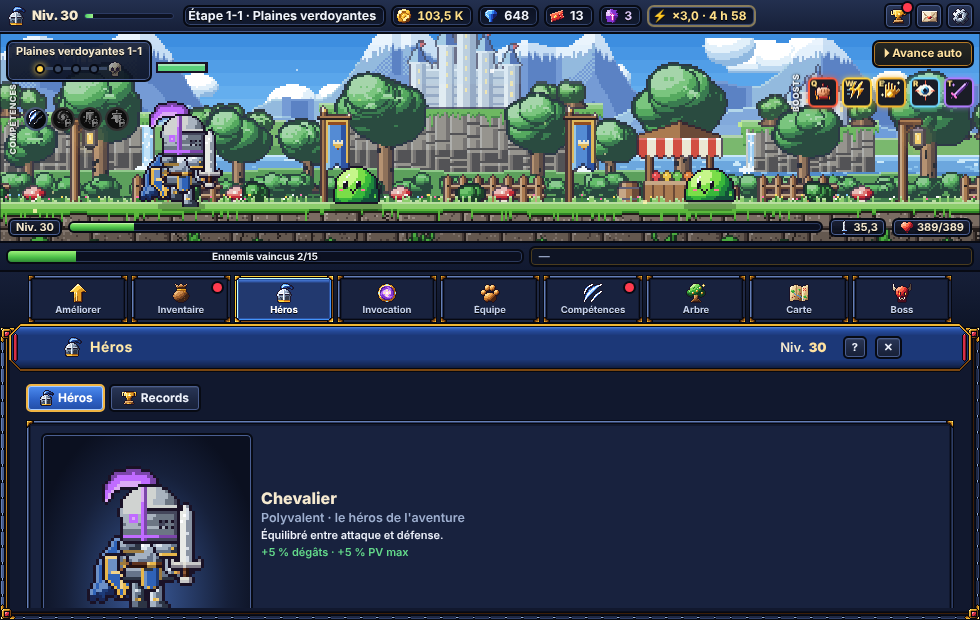 Niv. 30
Étape 1-1 · Plaines verdoyantes
103,5 K
648
13
3
×3,0 · 4 h 58
Plaines verdoyantes 1-1
Avance auto
COMPÉTENCES
BOOSTS
Niv. 30
35,3
389/389
Ennemis vaincus 2/15
—
Améliorer
Inventaire
Héros
Invocation
Équipe
Compétences
Arbre
Carte
Boss
Héros
Niv. 30
?
×
Héros
Records
Chevalier
Polyvalent · le héros de l'aventure
Équilibré entre attaque et défense.
+5 % dégâts · +5 % PV max